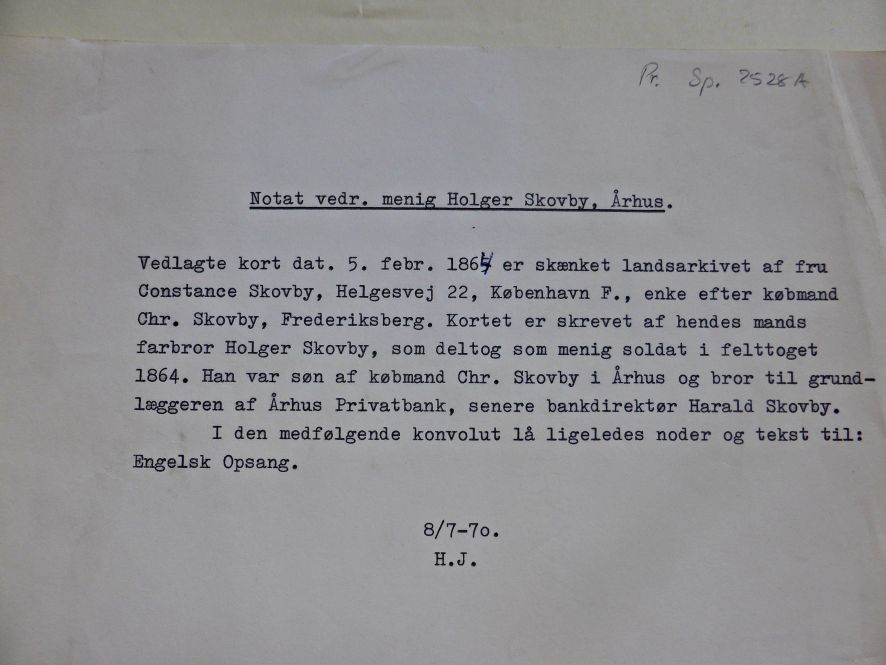 Pr. Sp. 2528A
Notat vedr. menig Holger Skovby, Århus.
Vedlagte kort dat. 5. febr. 1864 er skænket landsarkivet af fru
Constance Skovby, Helgesvej 22, København F., enke efter købmand
Chr. Skovby, Frederiksberg. Kortet er skrevet af hendes mands
farbror Holger Skovby, som deltog som menig soldat i felttoget
1864. Han var søn af købmand Chr. Skovby i Århus og bror til grund-
læggeren af Århus Privatbank, senere bankdirektør Harald Skovby.
I den medfølgende konvolut lå ligeledes noder og tekst til:
Engelsk Opsang.
8/7-7o.
H.J.